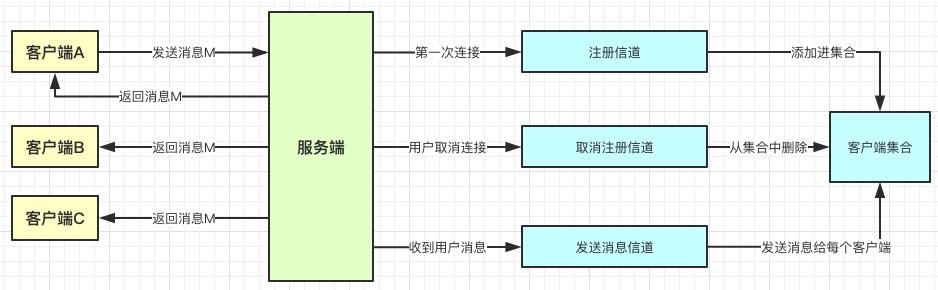 客户端A
发送消息M
第一次连接
注册信道
添加进集合
返回消息M
客户端B
返回消息M
服务端
用户取消连接
取消注册信道
从集合中删除
客户端集合
客户端C
返回消息M
收到用户消息
发送消息信道
发送消息给每个客户端